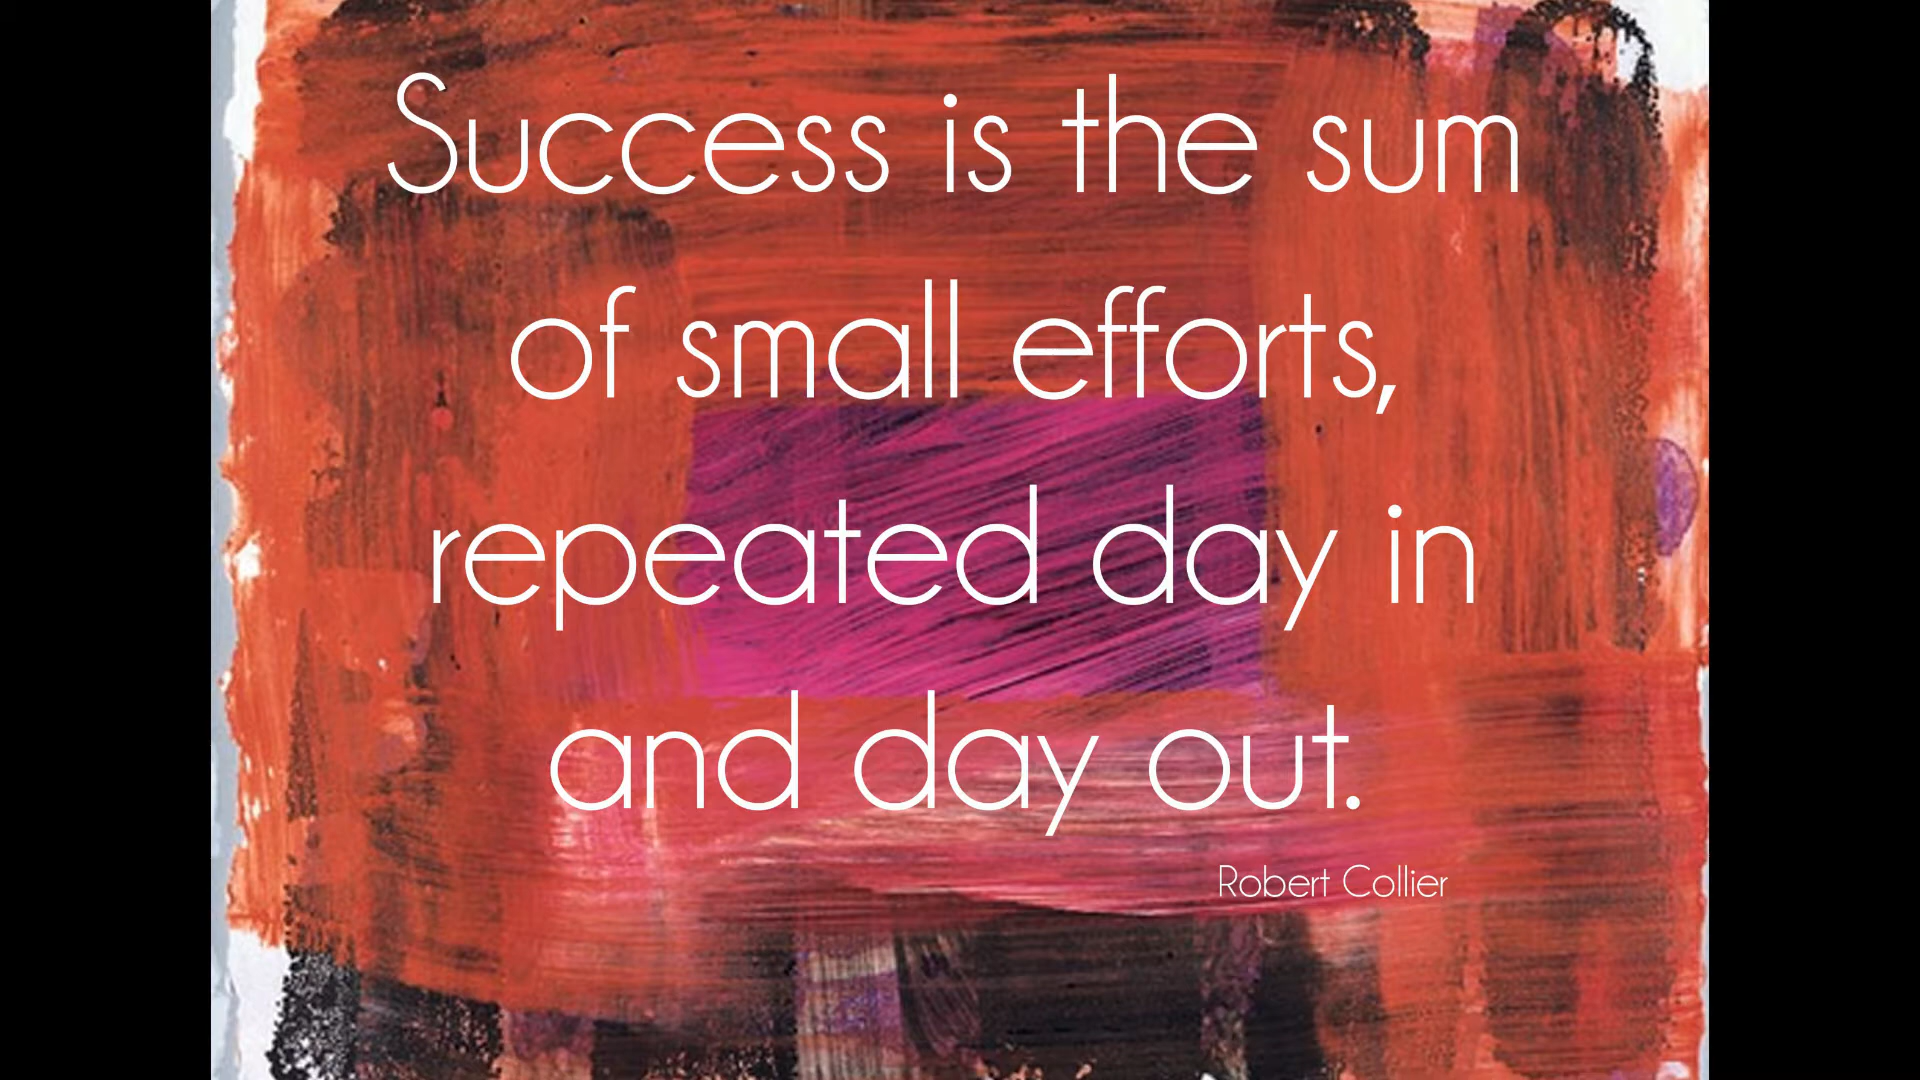 Success is the sum
of small efforts,
repeated day in
and day out.
Robert Collier